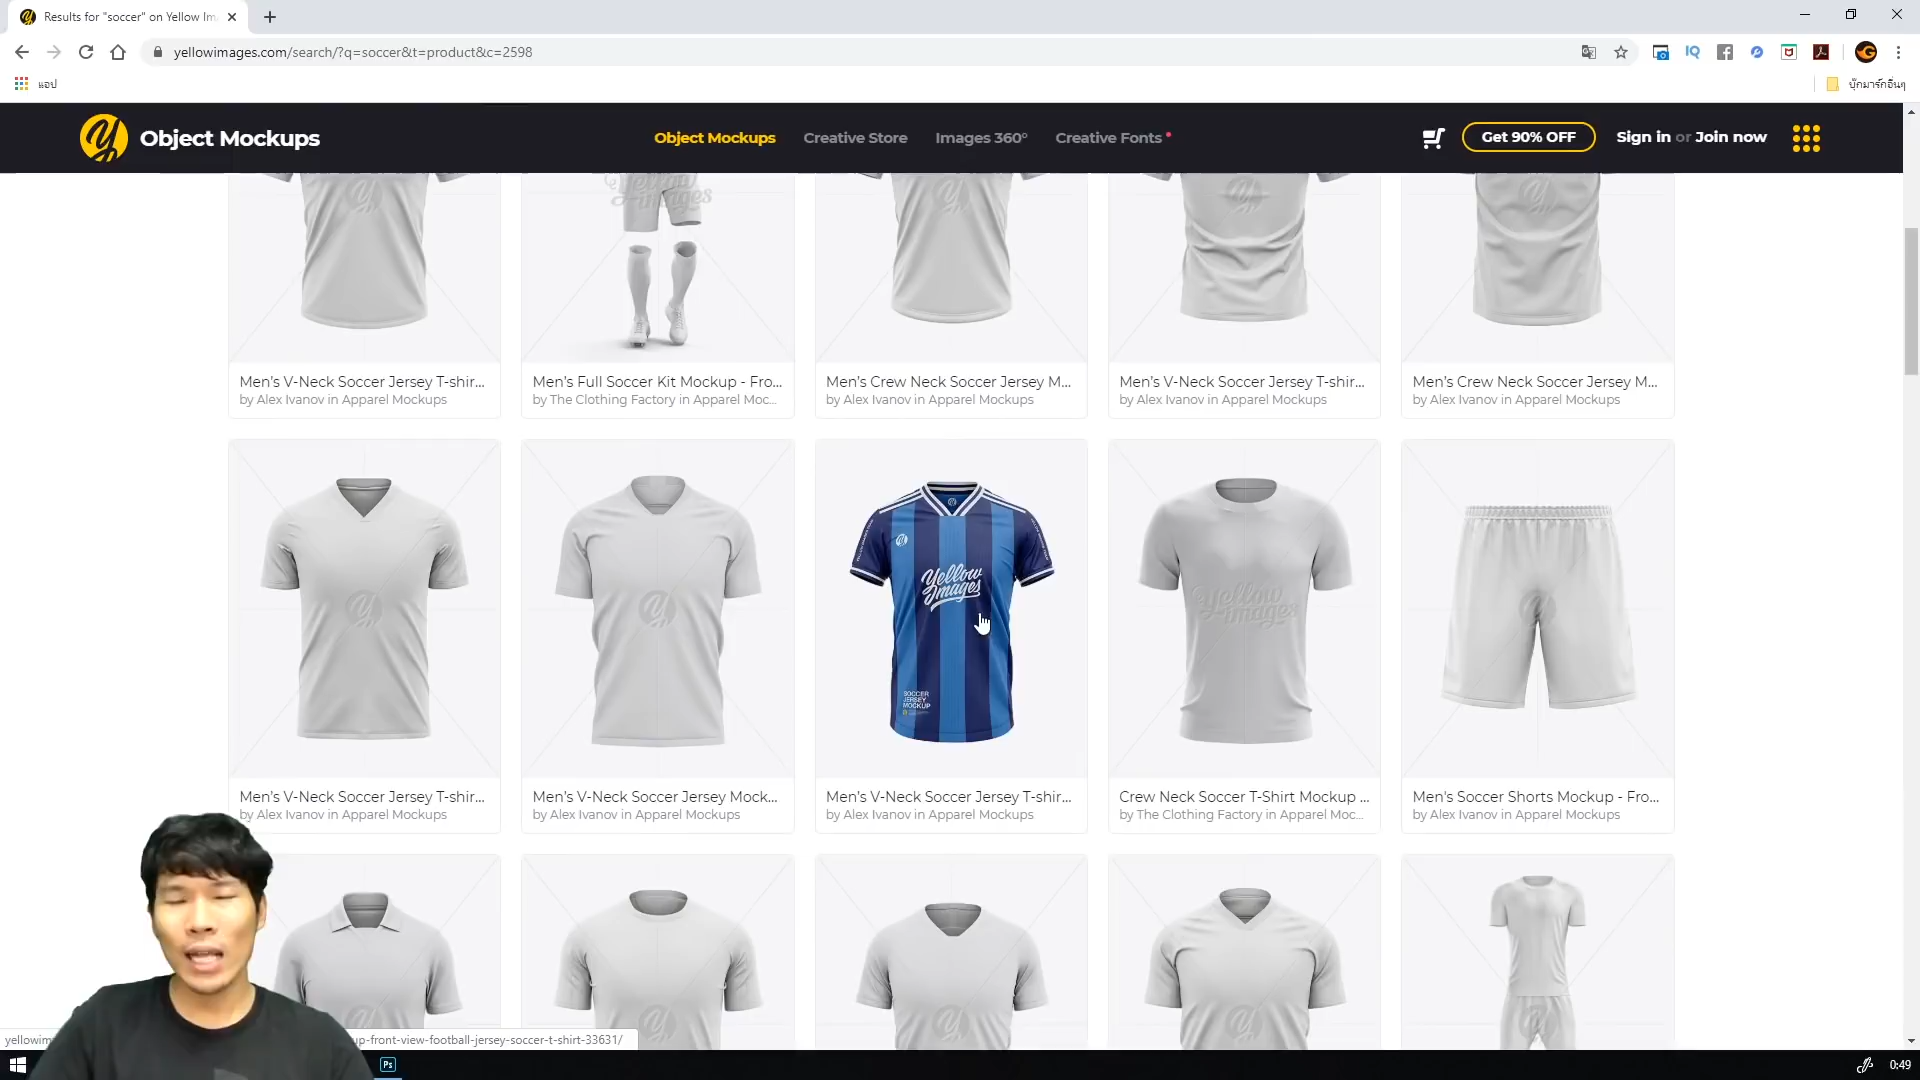 Results for "soccer" on Yellow Im
yellowimages.com/search/?q=soccer&t=product&c=2598
แอป
บุ๊กมาร์กอื่นๆ
Object Mockups
Object Mockups
Creative Store
Images 360°
Creative Fonts
Get 90% OFF
Sign in or Join now
Yellow Images
Men's V-Neck Soccer Jersey T-shir...
by Alex Ivanov in Apparel Mockups
Men's Full Soccer Kit Mockup - Fro...
by The Clothing Factory in Apparel Moc...
Men's Crew Neck Soccer Jersey M...
by Alex Ivanov in Apparel Mockups
Men's V-Neck Soccer Jersey T-shir...
by Alex Ivanov in Apparel Mockups
Men's Crew Neck Soccer Jersey M...
by Alex Ivanov in Apparel Mockups
Yellow
Images
SOCCER
JERSEY
MOCKUP
Yellow
Images
Men's V-Neck Soccer Jersey T-shir...
by Alex Ivanov in Apparel Mockups
Men's V-Neck Soccer Jersey Mock...
by Alex Ivanov in Apparel Mockups
Men's V-Neck Soccer Jersey T-shir...
by Alex Ivanov in Apparel Mockups
Crew Neck Soccer T-Shirt Mockup ...
by The Clothing Factory in Apparel Moc...
Men's Soccer Shorts Mockup - Fro...
by Alex Ivanov in Apparel Mockups
yellowim
up-front-view-football-jersey-soccer-t-shirt-33631/
Ps
0:49